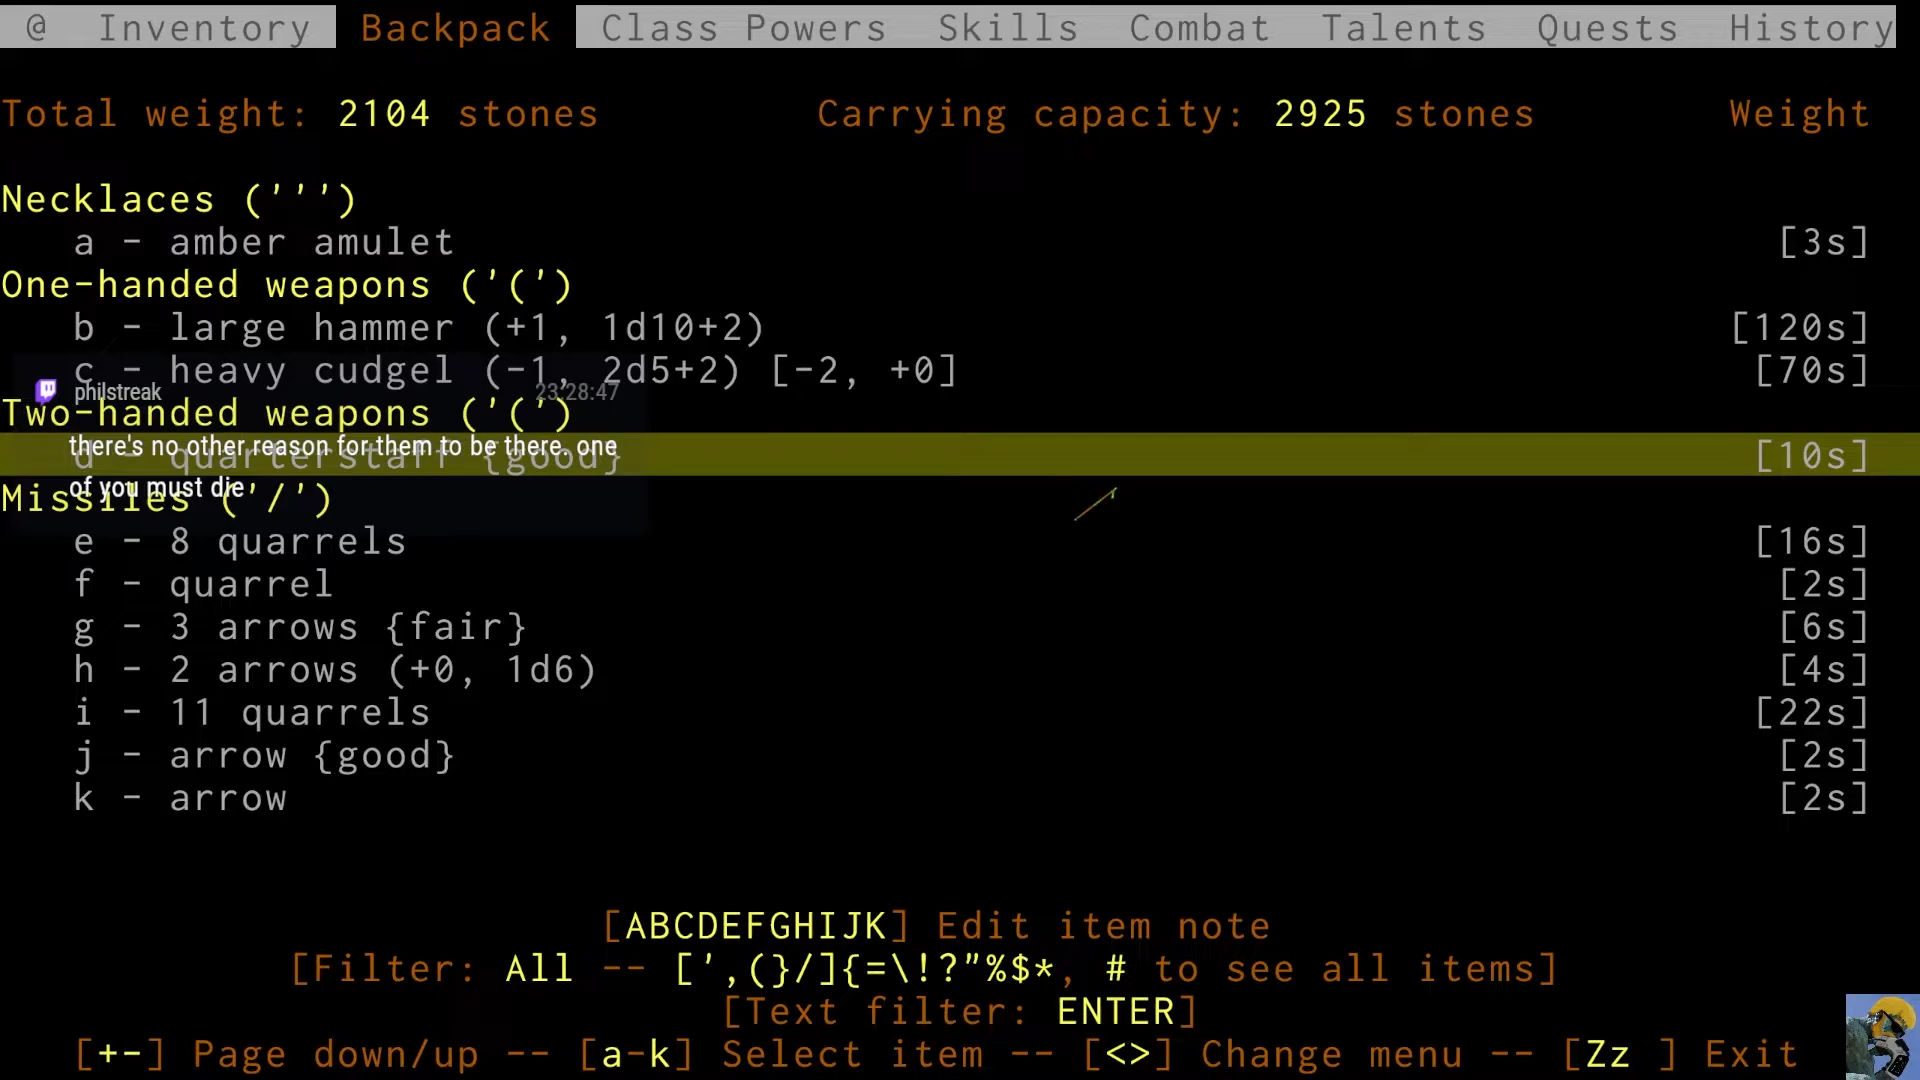 @ Inventory Backpack Class Powers Skills Combat Talents Quests History
Total weight: 2104 stones Carrying capacity: 2925 stones Weight
Necklaces (''')
a - amber amulet [3s]
One-handed weapons ('(')
b - large hammer (+1, 1d10+2) [120s]
c - heavy cudgel (-1, 2d5+2) [-2, +0] [70s]
philstreak 23:28:47
Two-handed weapons ('(')
there's no other reason for them to be there. one
d - quarterstaff {good} [10s]
of you must die
Missiles ('/')
e - 8 quarrels [16s]
f - quarrel [2s]
g - 3 arrows {fair} [6s]
h - 2 arrows (+0, 1d6) [4s]
i - 11 quarrels [22s]
j - arrow {good} [2s]
k - arrow [2s]
[ABCDEFGHIJK] Edit item note
[Filter: All -- [',(}/]{=\!?"%$*, # to see all items]
[Text filter: ENTER]
[+-] Page down/up -- [a-k] Select item -- [<>] Change menu -- [Zz ] Exit